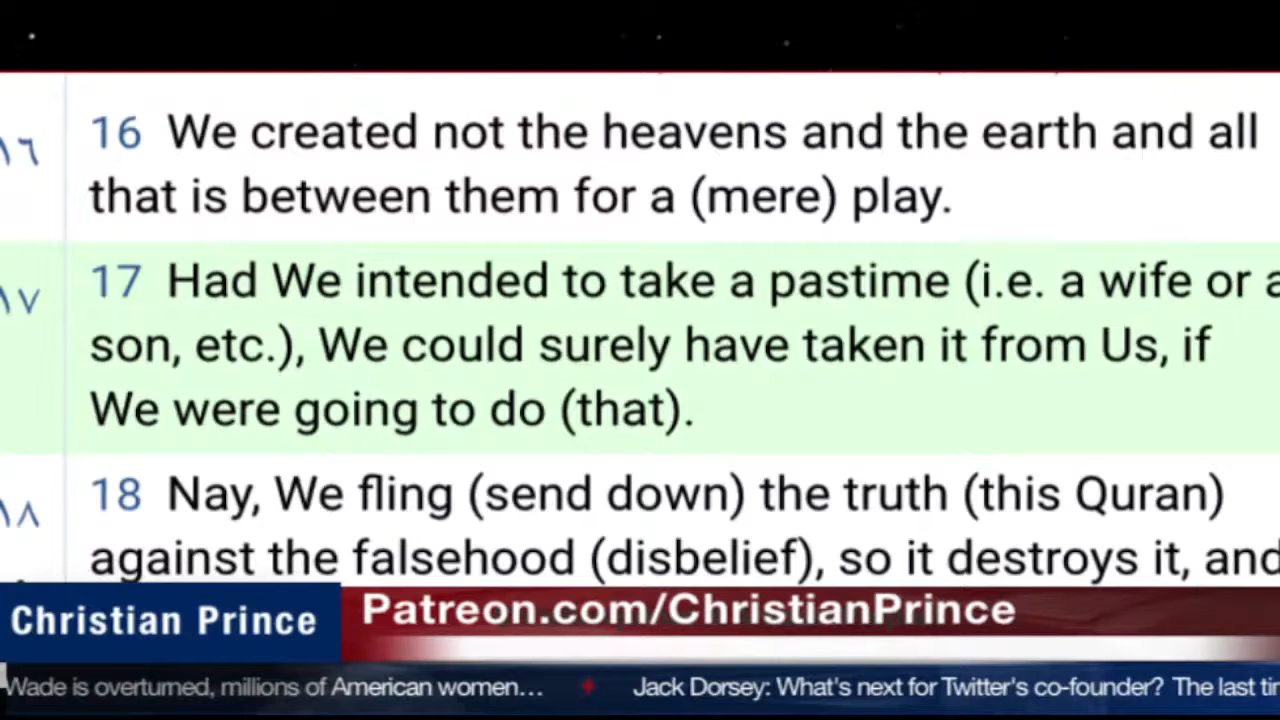 16 We created not the heavens and the earth and all
١٦
that is between them for a (mere) play.
17 Had We intended to take a pastime (i.e. a wife or a
١٧
son, etc.), We could surely have taken it from Us, if
We were going to do (that).
18 Nay, We fling (send down) the truth (this Quran)
١٨
against the falsehood (disbelief), so it destroys it, and
Christian Prince
Patreon.com/ChristianPrince
Wade is overturned, millions of American women... Jack Dorsey: What's next for Twitter's co-founder? The last